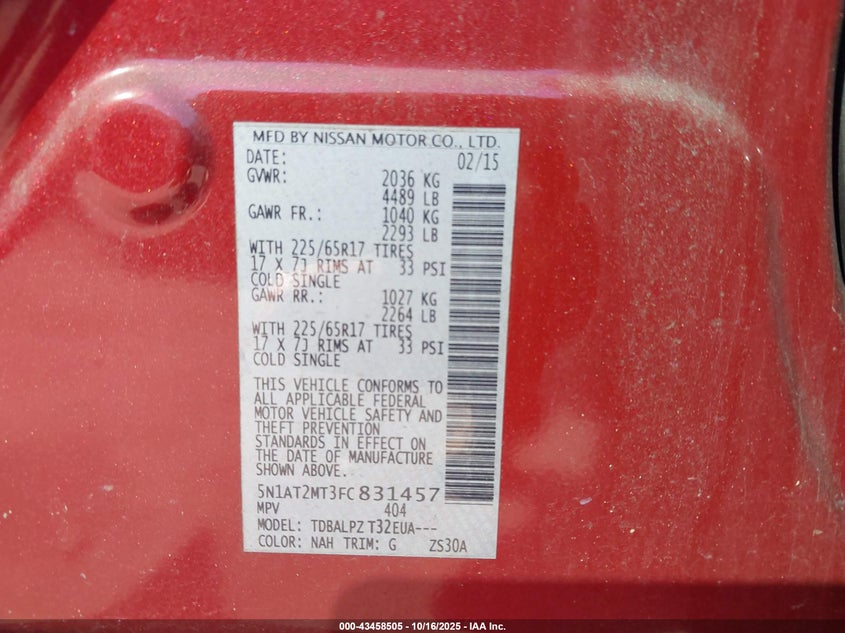 MFD BY NISSAN MOTOR CO., LTD.
DATE: 02/15
GVWR: 2036 KG
4489 LB
GAWR FR.: 1040 KG
2293 LB
WITH 225/65R17 TIRES
17 X 7J RIMS AT 33 PSI
COLD SINGLE
GAWR RR.: 1027 KG
2264 LB
WITH 225/65R17 TIRES
17 X 7J RIMS AT 33 PSI
COLD SINGLE
THIS VEHICLE CONFORMS TO
ALL APPLICABLE FEDERAL
MOTOR VEHICLE SAFETY AND
THEFT PREVENTION
STANDARDS IN EFFECT ON
THE DATE OF MANUFACTURE
SHOWN ABOVE.
5N1AT2MT3FC831457
MPV 404
MODEL: TDBALPZ T32EUA---
COLOR: NAH TRIM: G ZS30A
000-43458505 - 10/16/2025 - IAA Inc.